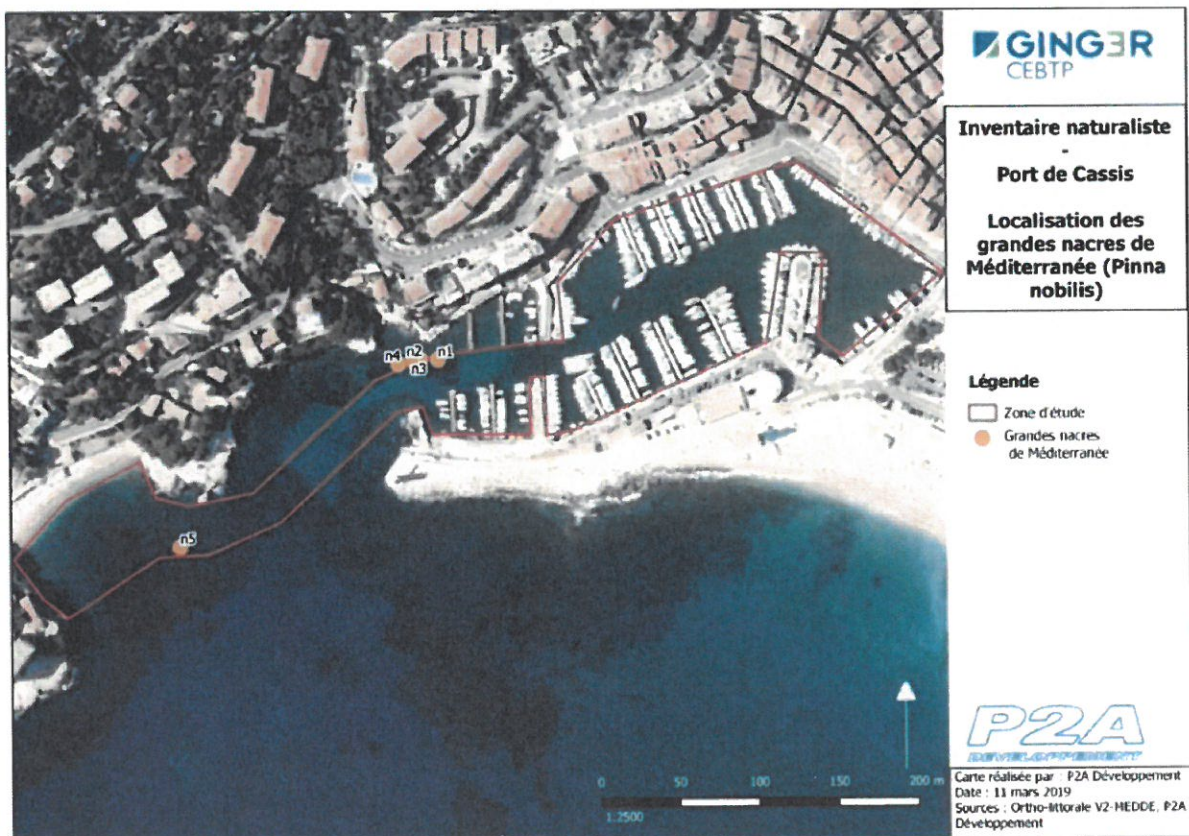 GINGER
CEBTP
Inventaire naturaliste
-
Port de Cassis
Localisation des
grandes nacres de
Méditerranée (Pinna
nobilis)
Légende
Zone d'étude
Grandes nacres
de Méditerranée
n4
n2
n3
n1
n5
0 50 100 150 200 m
1:2500
P2A
DEVELOPPEMENT
Carte réalisée par : P2A Développement
Date : 11 mars 2019
Sources : Ortho-littorale V2-MEDDE, P2A
Développement